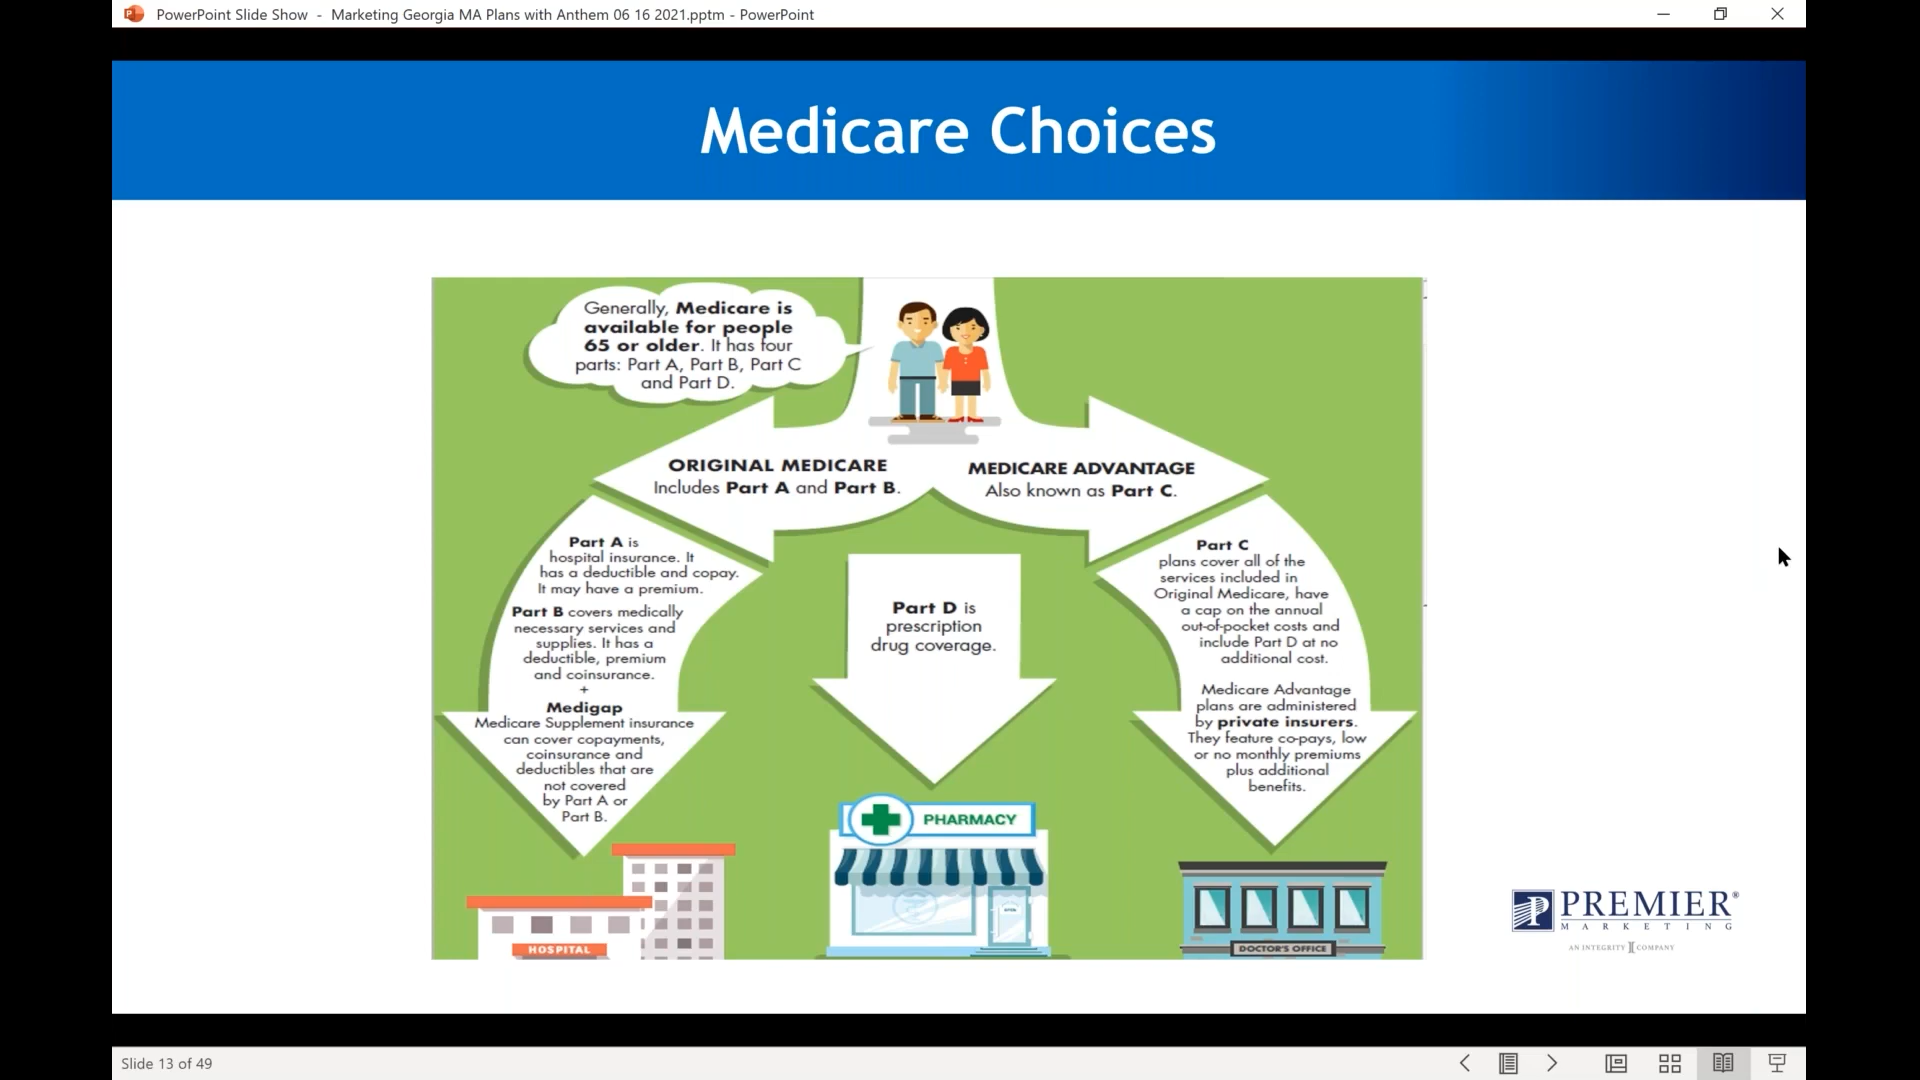 PowerPoint Slide Show - Marketing Georgia MA Plans with Anthem 06 16 2021.pptm - PowerPoint
Medicare Choices
Generally, Medicare is
available for people
65 or older. It has four
parts: Part A, Part B, Part C
and Part D.
ORIGINAL MEDICARE
Includes Part A and Part B.
MEDICARE ADVANTAGE
Also known as Part C.
Part A is
hospital insurance. It
has a deductible and copay.
It may have a premium.
Part B covers medically
necessary services and
supplies. It has a
deductible, premium
and coinsurance.
+
Medigap
Medicare Supplement insurance
can cover copayments,
coinsurance and
deductibles that are
not covered
by Part A or
Part B.
Part D is
prescription
drug coverage.
Part C
plans cover all of the
services included in
Original Medicare, have
a cap on the annual
out-of-pocket costs and
include Part D at no
additional cost.
Medicare Advantage
plans are administered
by private insurers.
They feature co-pays, low
or no monthly premiums
plus additional
benefits.
HOSPITAL
PHARMACY
OPEN
DOCTOR'S OFFICE
P PREMIER®
MARKETING
AN INTEGRITY COMPANY
Slide 13 of 49